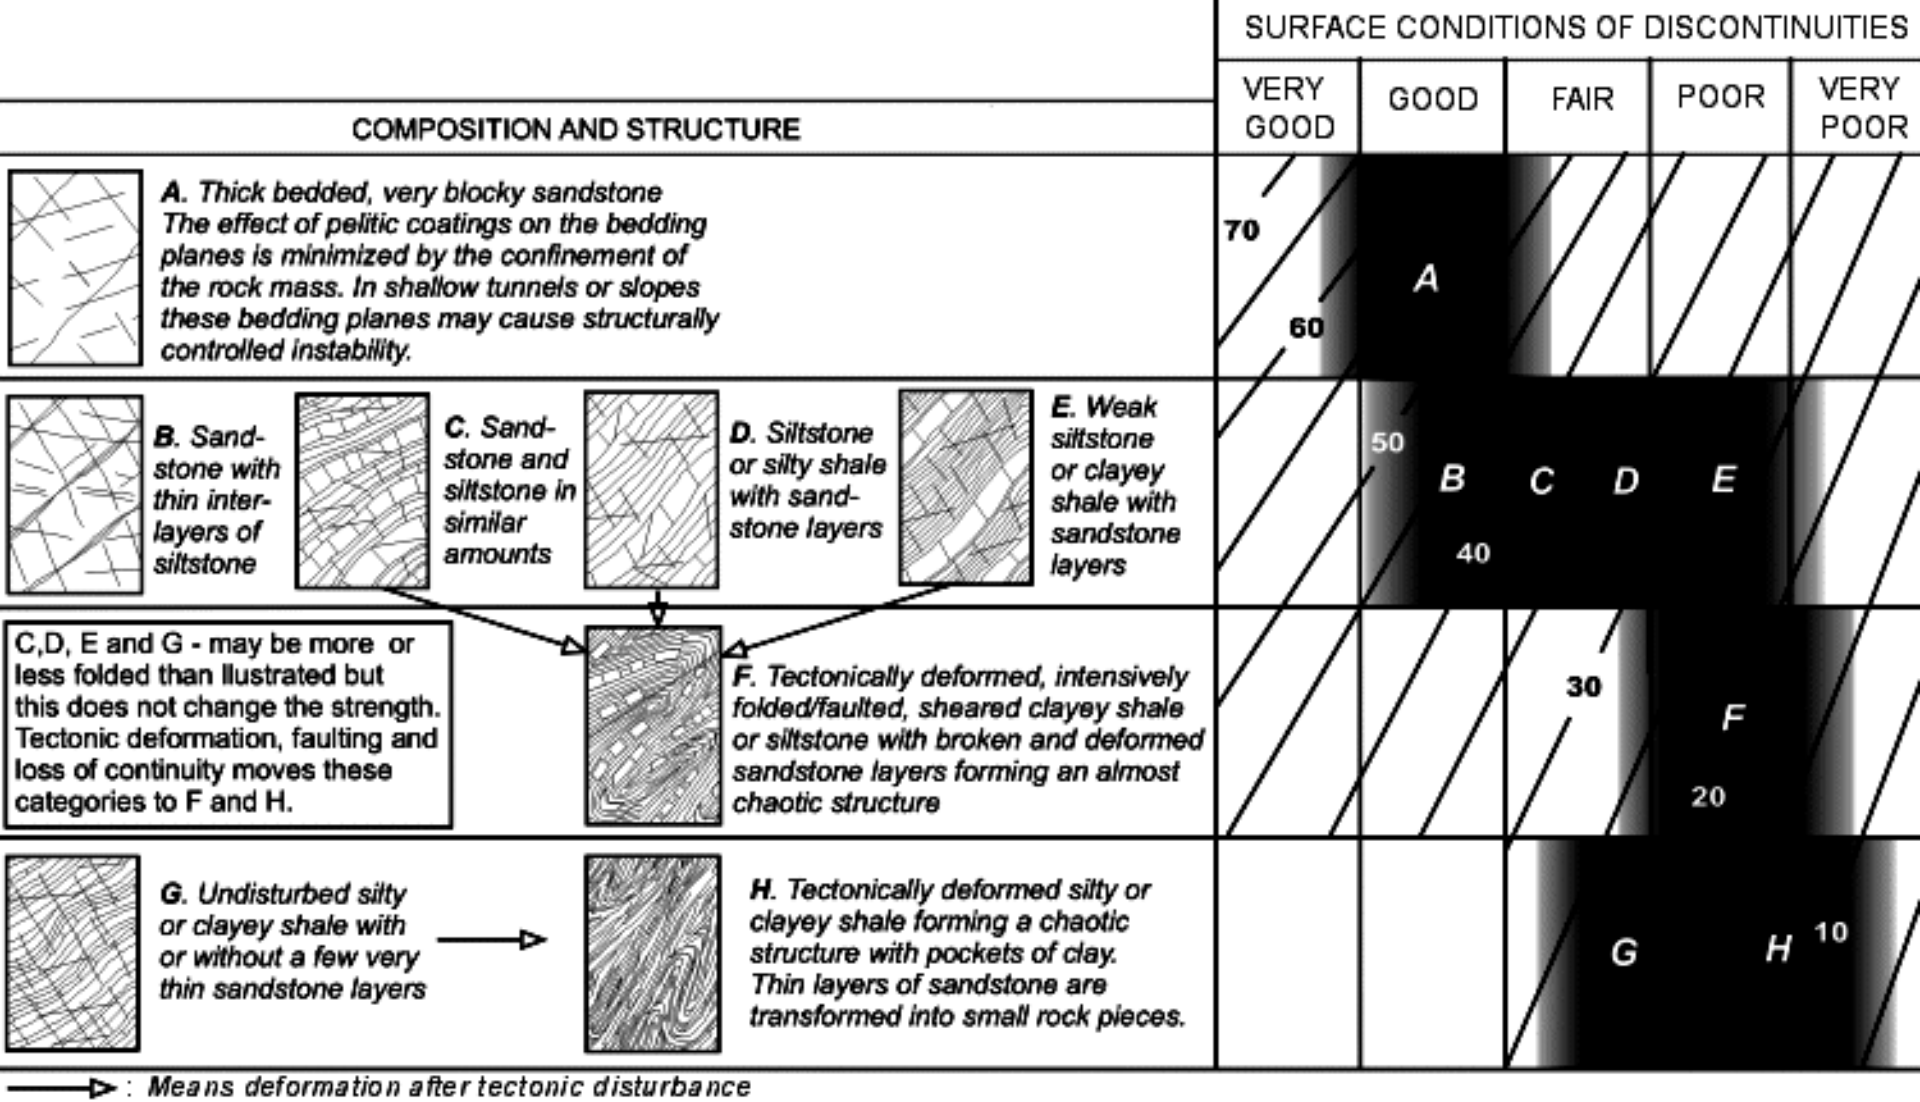 SURFACE CONDITIONS OF DISCONTINUITIES
VERY
GOOD
GOOD
FAIR
POOR
VERY
POOR
COMPOSITION AND STRUCTURE
A. Thick bedded, very blocky sandstone
The effect of pelitic coatings on the bedding
planes is minimized by the confinement of
the rock mass. In shallow tunnels or slopes
these bedding planes may cause structurally
controlled instability.
70
60
A
B. Sand-
stone with
thin inter-
layers of
siltstone
C. Sand-
stone and
siltstone in
similar
amounts
D. Siltstone
or silty shale
with sand-
stone layers
E. Weak
siltstone
or clayey
shale with
sandstone
layers
50
B C D E
40
C,D, E and G - may be more or
less folded than llustrated but
this does not change the strength.
Tectonic deformation, faulting and
loss of continuity moves these
categories to F and H.
F. Tectonically deformed, intensively
folded/faulted, sheared clayey shale
or siltstone with broken and deformed
sandstone layers forming an almost
chaotic structure
30
F
20
G. Undisturbed silty
or clayey shale with
or without a few very
thin sandstone layers
H. Tectonically deformed silty or
clayey shale forming a chaotic
structure with pockets of clay.
Thin layers of sandstone are
transformed into small rock pieces.
G H 10
: Means deformation after tectonic disturbance